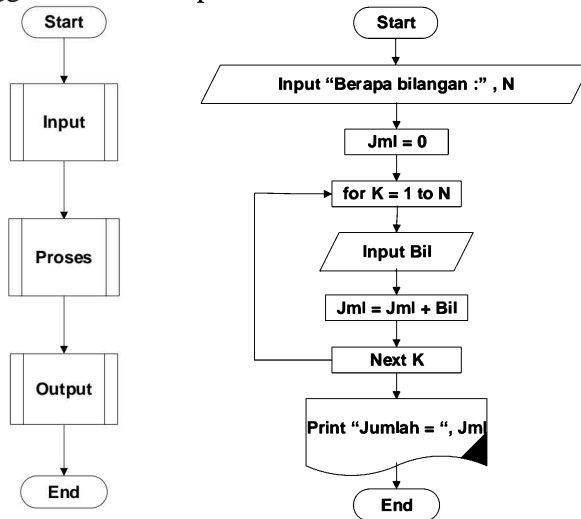 Start
Input
Proses
Output
End
Start
Input “Berapa bilangan :” , N
Jml = 0
for K = 1 to N
Input Bil
Jml = Jml + Bil
Next K
Print “Jumlah = “, Jml
End